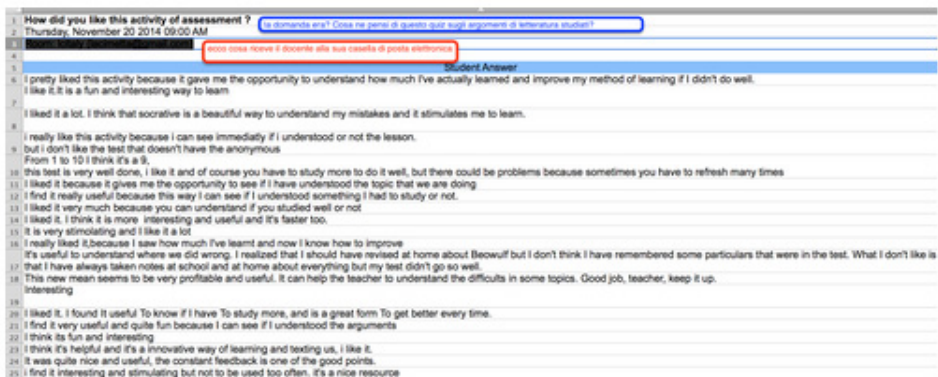 How did you like this activity of assessment ?
la domanda era? Cosa ne pensi di questo quiz sugli argomenti di letteratura studiati?
Thursday, November 20 2014 09:00 AM
ecco cosa riceve il docente alla sua casella di posta elettronica
Student Answer
I pretty liked this activity because it gave me the opportunity to understand how much I've actually learned and improve my method of learning if I didn't do well.
I like it.It is a fun and interesting way to learn
I liked it a lot. I think that socrative is a beautiful way to understand my mistakes and it stimulates me to learn.
i really like this activity because i can see immediatly if i understood or not the lesson.
but i don't like the test that doesn't have the anonymous
From 1 to 10 I think it's a 9,
this test is very well done, i like it and of course you have to study more to do it well, but there could be problems because sometimes you have to refresh many times
I liked it because it gives me the opportunity to see if I have understood the topic that we are doing
I find it really useful because this way I can see if I understood something I had to study or not.
I liked it very much because you can understand if you studied well or not
I liked it. I think it is more interesting and useful and It's faster too.
It is very stimolating and I like it a lot
I really liked it,because I saw how much I've learnt and now I know how to improve
It's useful to understand where we did wrong. I realized that I should have revised at home about Beowulf but I don't think I have remembered some particulars that were in the test. What I don't like is
that I have always taken notes at school and at home about everything but my test didn't go so well.
This new mean seems to be very profitable and useful. It can help the teacher to understand the difficults in some topics. Good job, teacher, keep it up.
Interesting
I liked It. I found It useful To know if I have To study more, and is a great form To get better every time.
I find it very useful and quite fun because I can see if I understood the arguments
I think its fun and interesting
I think it's helpful and it's a innovative way of learning and texting us, i like it.
It was quite nice and useful, the constant feedback is one of the good points.
i find it interesting and stimulating but not to be used too often. it's a nice resource